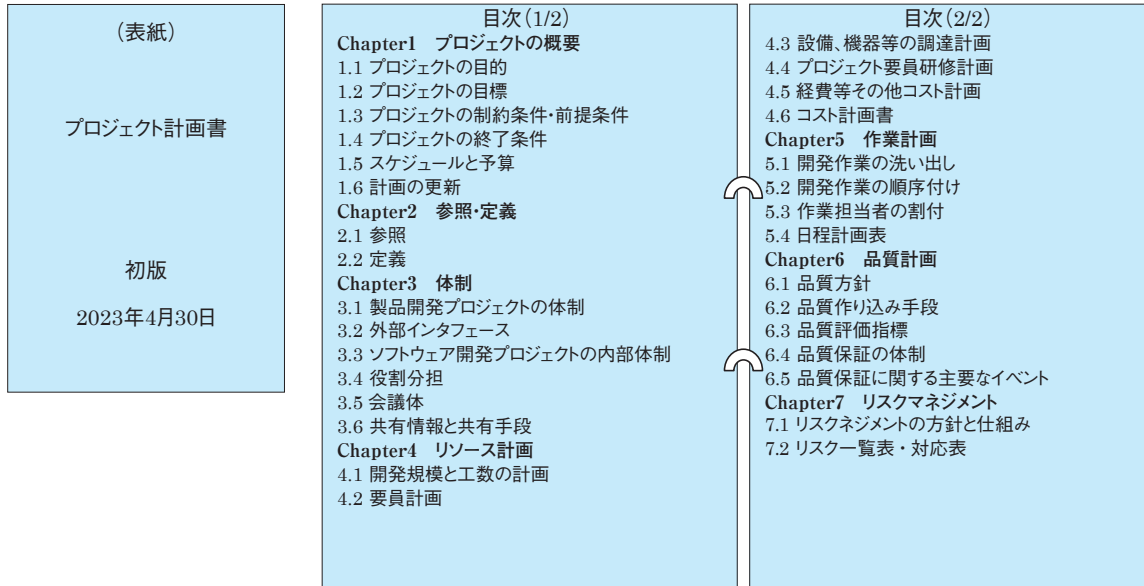 (表紙)
プロジェクト計画書
初版
2023年4月30日
目次(1/2)
Chapter1 プロジェクトの概要
1.1 プロジェクトの目的
1.2 プロジェクトの目標
1.3 プロジェクトの制約条件・前提条件
1.4 プロジェクトの終了条件
1.5 スケジュールと予算
1.6 計画の更新
Chapter2 参照・定義
2.1 参照
2.2 定義
Chapter3 体制
3.1 製品開発プロジェクトの体制
3.2 外部インタフェース
3.3 ソフトウェア開発プロジェクトの内部体制
3.4 役割分担
3.5 会議体
3.6 共有情報と共有手段
Chapter4 リソース計画
4.1 開発規模と工数の計画
4.2 要員計画
目次(2/2)
4.3 設備、機器等の調達計画
4.4 プロジェクト要員研修計画
4.5 経費等その他コスト計画
4.6 コスト計画書
Chapter5 作業計画
5.1 開発作業の洗い出し
5.2 開発作業の順序付け
5.3 作業担当者の割付
5.4 日程計画表
Chapter6 品質計画
6.1 品質方針
6.2 品質作り込み手段
6.3 品質評価指標
6.4 品質保証の体制
6.5 品質保証に関する主要なイベント
Chapter7 リスクマネジメント
7.1 リスクネジメントの方針と仕組み
7.2 リスク一覧表・対応表